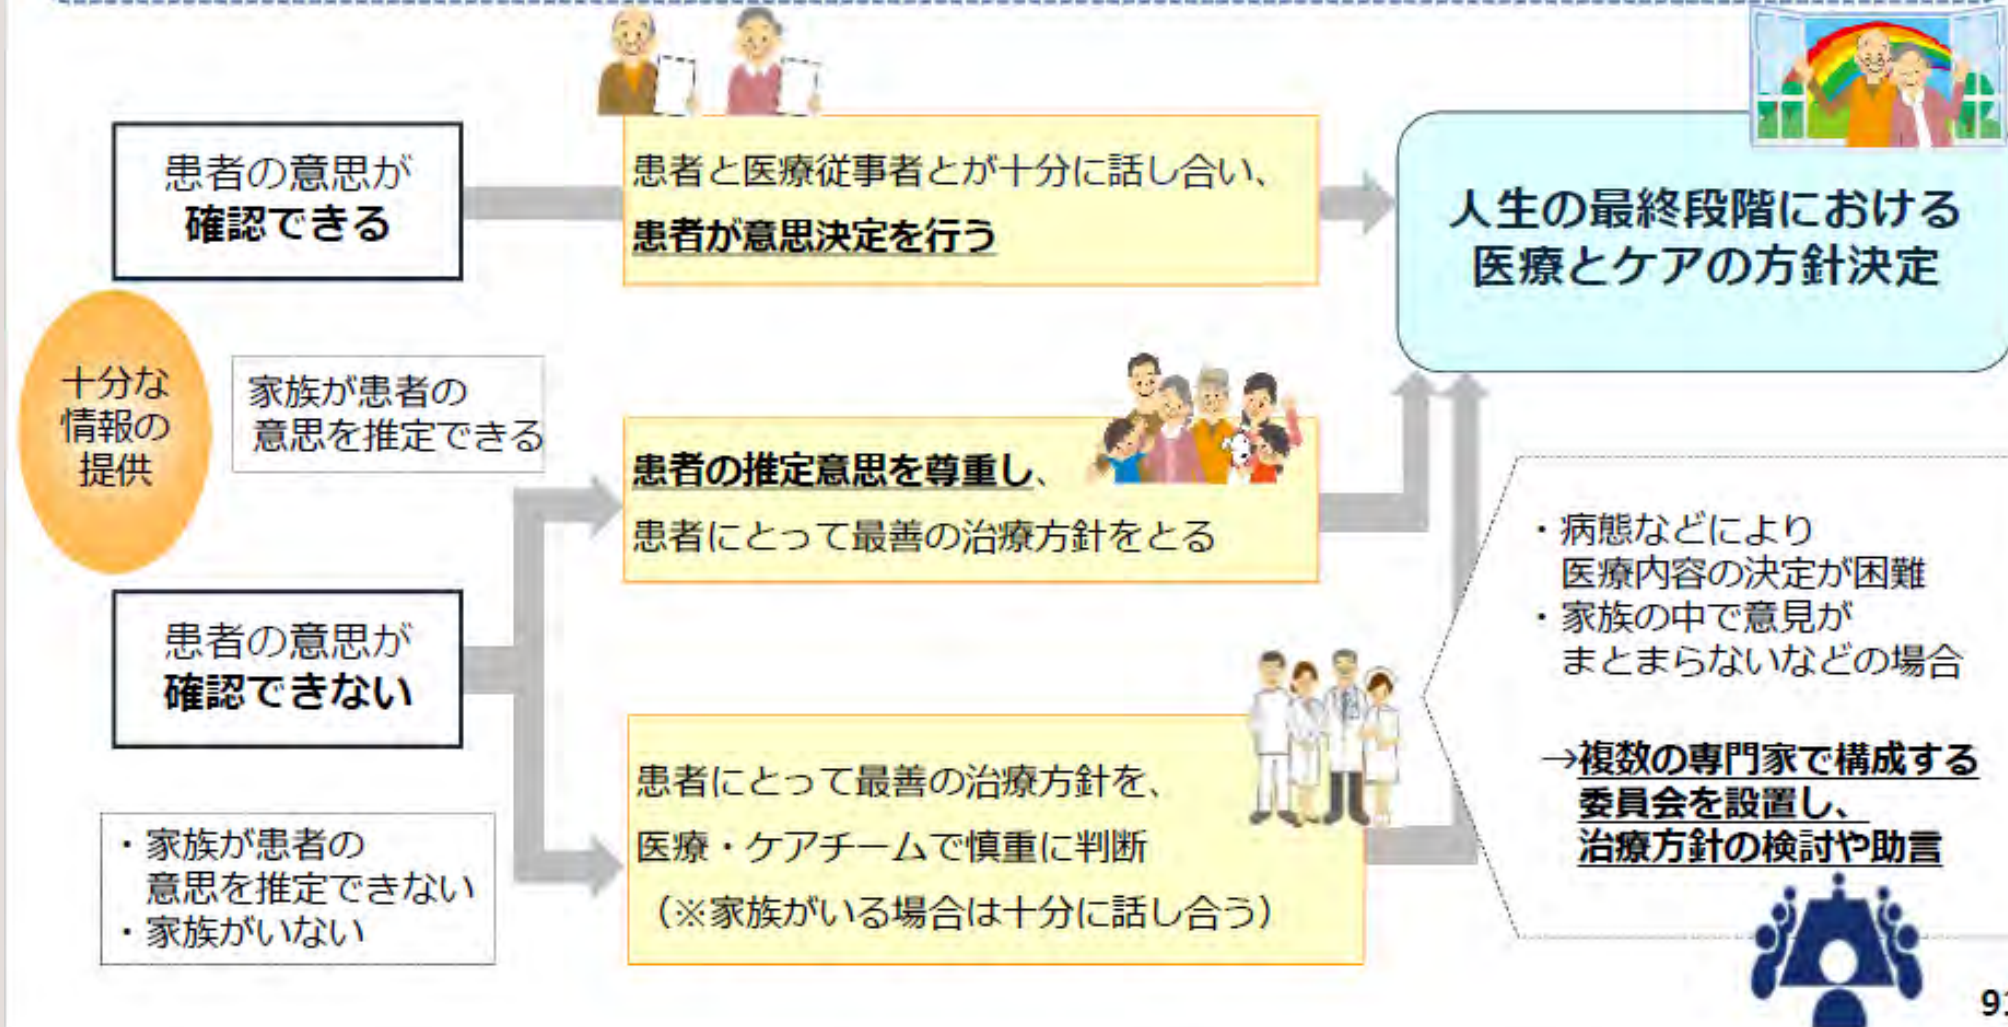 患者の意思が
確認できる
患者と医療従事者とが十分に話し合い、
患者が意思決定を行う
人生の最終段階における
医療とケアの方針決定
十分な
情報の
提供
家族が患者の
意思を推定できる
患者の推定意思を尊重し、
患者にとって最善の治療方針をとる
患者の意思が
確認できない
・家族が患者の
意思を推定できない
・家族がいない
患者にとって最善の治療方針を、
医療・ケアチームで慎重に判断
（※家族がいる場合は十分に話し合う）
・病態などにより
医療内容の決定が困難
・家族の中で意見が
まとまらないなどの場合
→複数の専門家で構成する
委員会を設置し、
治療方針の検討や助言